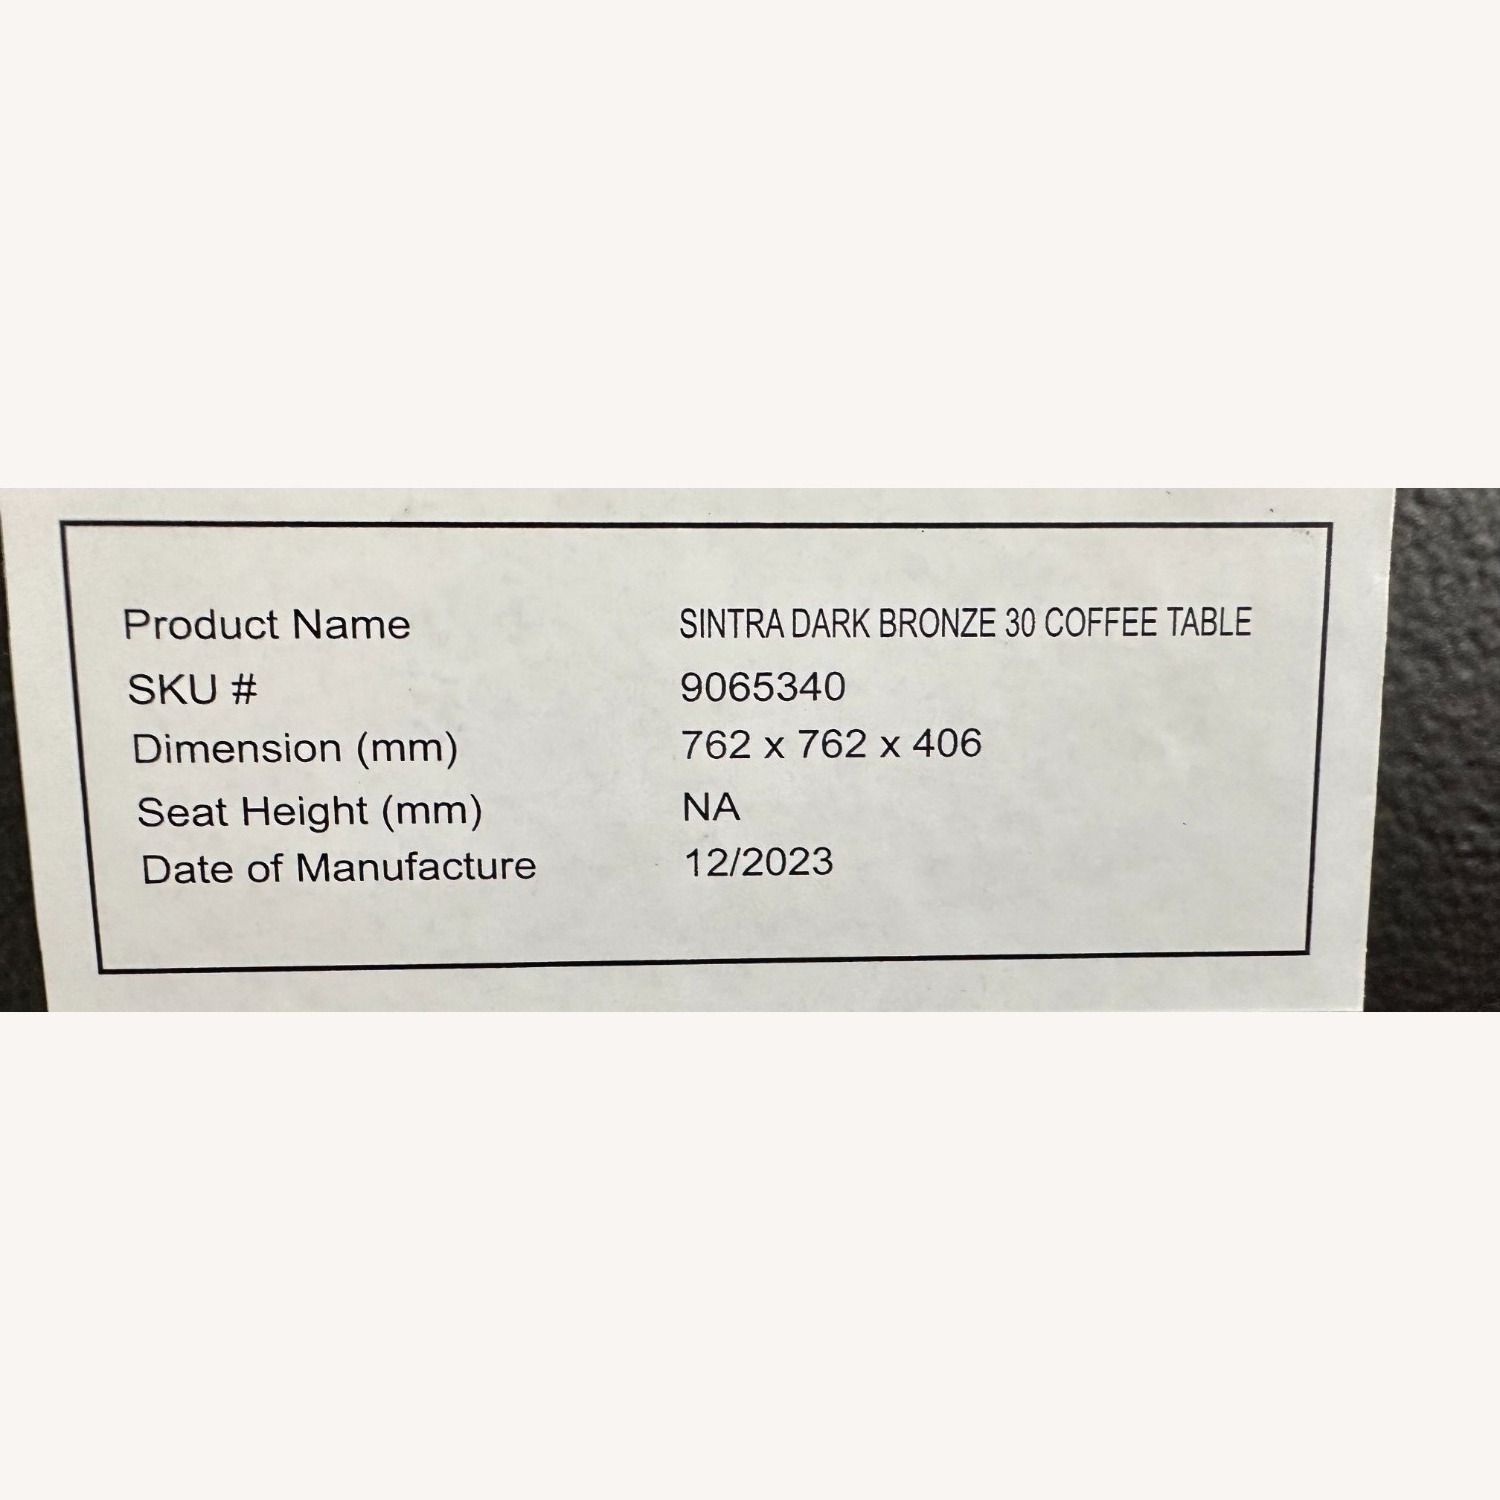 Product Name SINTRA DARK BRONZE 30 COFFEE TABLE
SKU # 9065340
Dimension (mm) 762 x 762 x 406
Seat Height (mm) NA
Date of Manufacture 12/2023